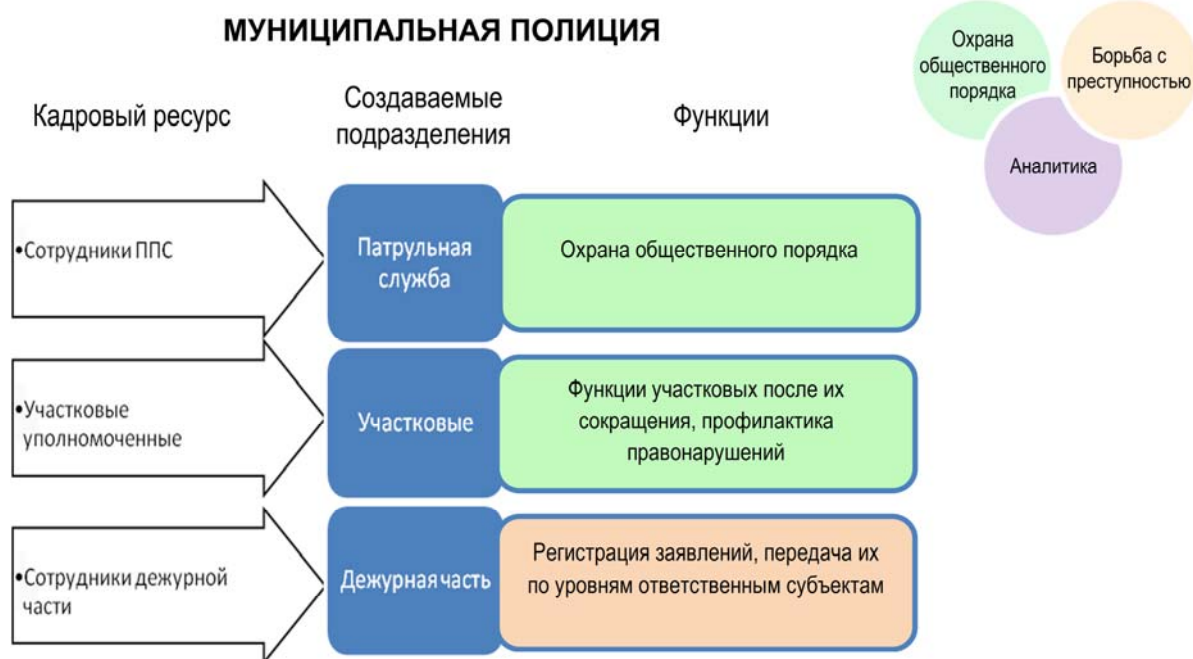 МУНИЦИПАЛЬНАЯ ПОЛИЦИЯ
Охрана
общественного
порядка
Борьба с
преступностью
Аналитика
Кадровый ресурс
Создаваемые
подразделения
Функции
•Сотрудники ППС
Патрульная
служба
Охрана общественного порядка
•Участковые
уполномоченные
Участковые
Функции участковых после их
сокращения, профилактика
правонарушений
•Сотрудники дежурной
части
Дежурная часть
Регистрация заявлений, передача их
по уровням ответственным субъектам